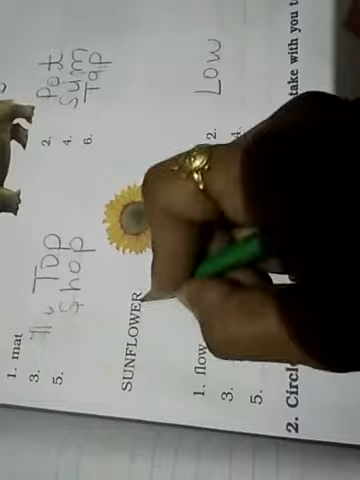 1. mat
2. Pot
3. Top
4. Sum
5. Shop
6. Tap
SUNFLOWER
1. flow
2. Low
3.
4.
5.
2. Circl
take with you t